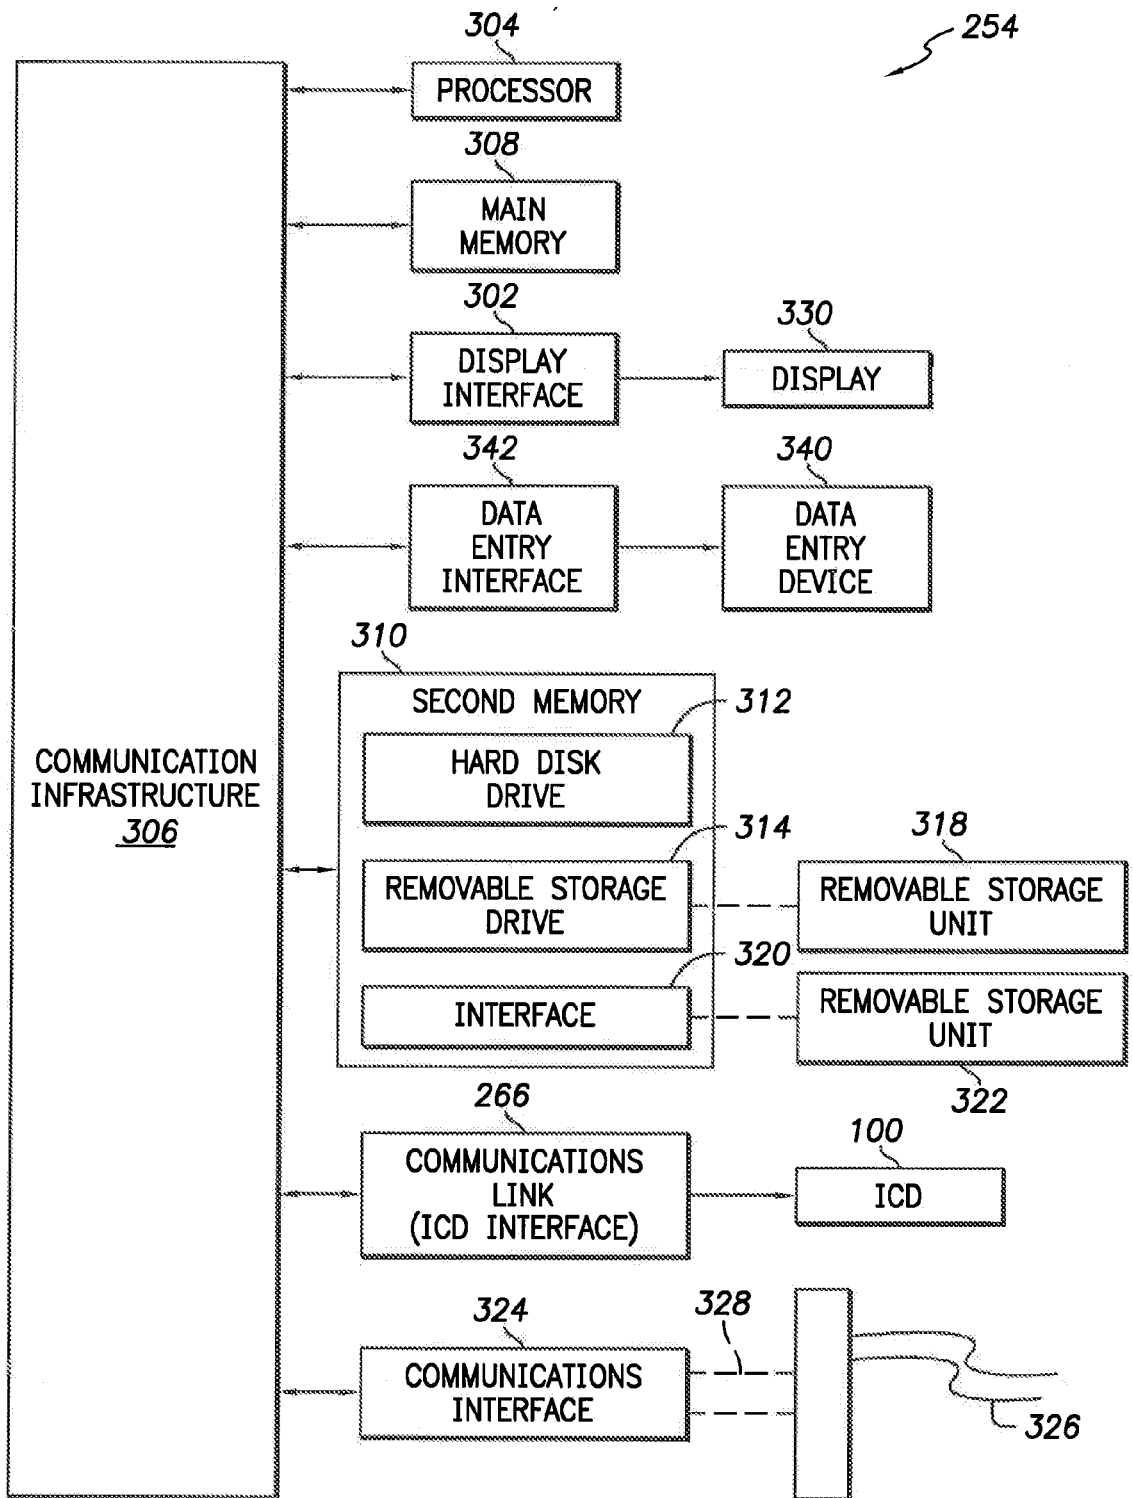 304
254
PROCESSOR
308
MAIN
MEMORY
302
330
DISPLAY
INTERFACE
DISPLAY
342
340
DATA
ENTRY
INTERFACE
DATA
ENTRY
DEVICE
310
SECOND MEMORY
312
HARD DISK
DRIVE
COMMUNICATION
INFRASTRUCTURE
306
314
318
REMOVABLE STORAGE
DRIVE
REMOVABLE STORAGE
UNIT
320
INTERFACE
REMOVABLE STORAGE
UNIT
322
266
100
COMMUNICATIONS
LINK
(ICD INTERFACE)
ICD
324
328
COMMUNICATIONS
INTERFACE
326